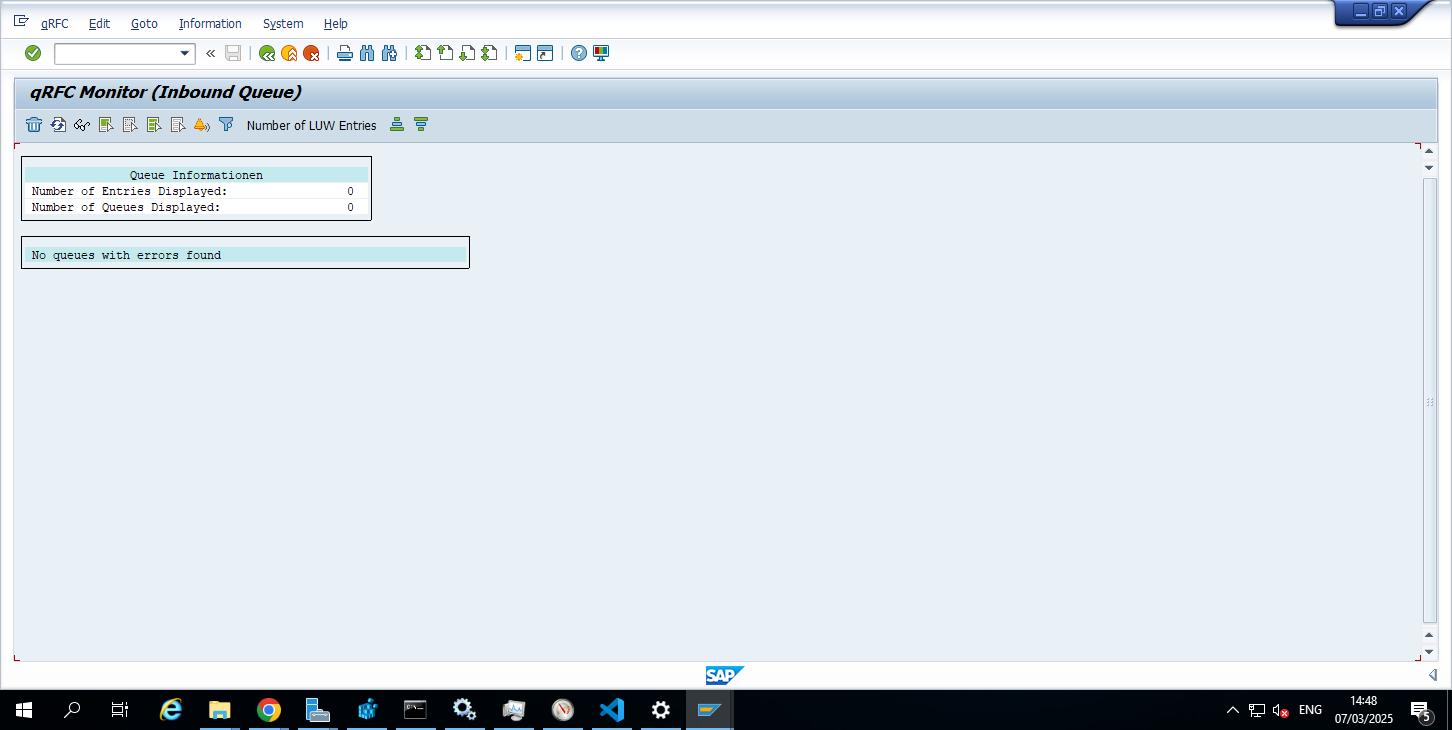 qRFC Edit Goto Information System Help
qRFC Monitor (Inbound Queue)
Number of LUW Entries
Queue Informationen
Number of Entries Displayed: 0
Number of Queues Displayed: 0
No queues with errors found
SAP
ENG
14:48
07/03/2025
5